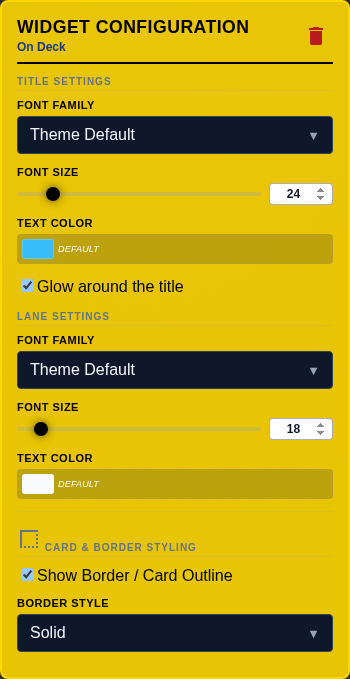 WIDGET CONFIGURATION
On Deck
TITLE SETTINGS
FONT FAMILY
Theme Default
FONT SIZE
24
TEXT COLOR
DEFAULT
Glow around the title
LANE SETTINGS
FONT FAMILY
Theme Default
FONT SIZE
18
TEXT COLOR
DEFAULT
CARD & BORDER STYLING
Show Border / Card Outline
BORDER STYLE
Solid